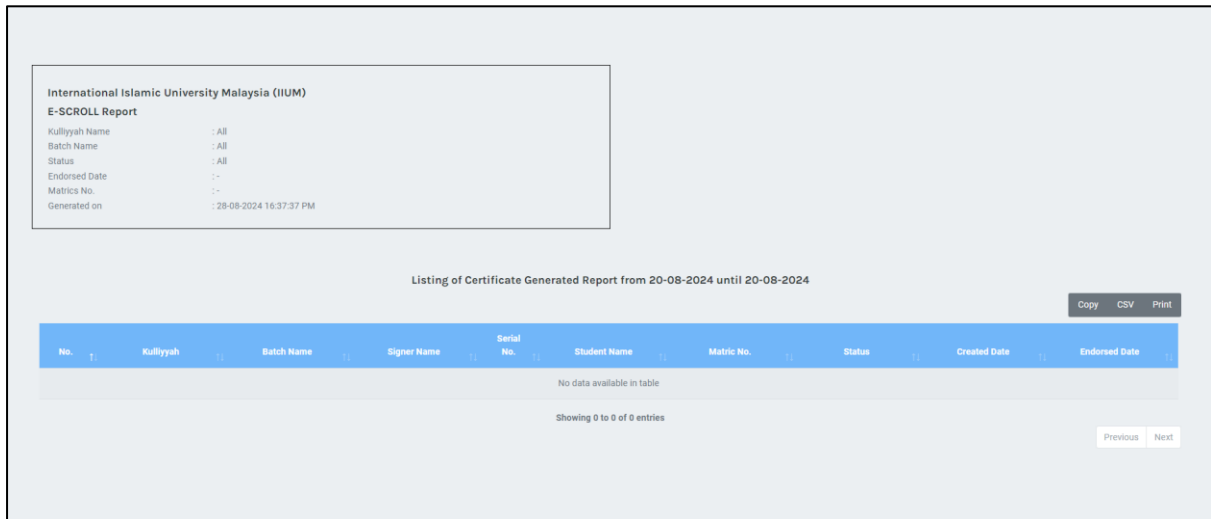 International Islamic University Malaysia (IIUM)
E-SCROLL Report
Kulliyyah Name : All
Batch Name : All
Status : All
Endorsed Date : -
Matrics No. : -
Generated on : 28-08-2024 16:37:37 PM
Listing of Certificate Generated Report from 20-08-2024 until 20-08-2024
Copy CSV Print
No. Kulliyyah Batch Name Signer Name Serial No. Student Name Matric No. Status Created Date Endorsed Date
No data available in table
Showing 0 to 0 of 0 entries
Previous Next